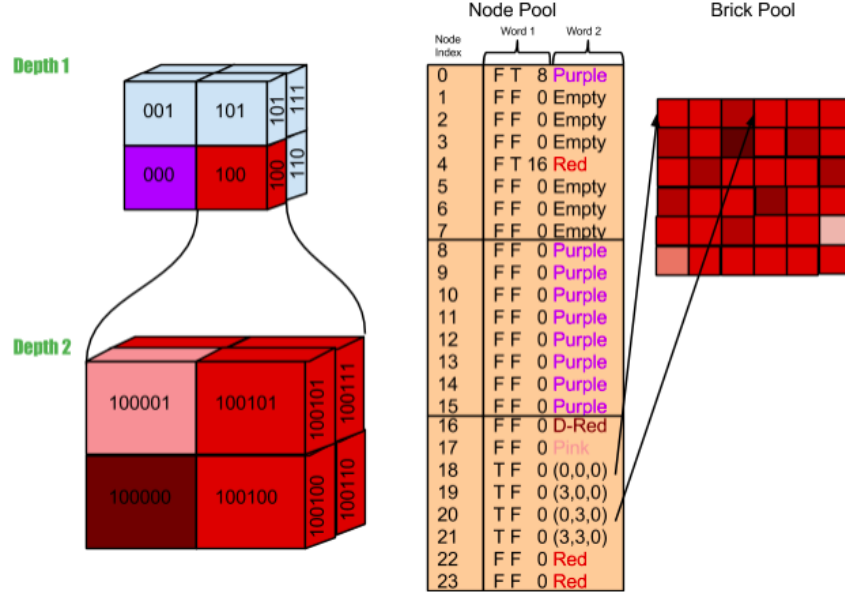 Node Pool
Brick Pool
Node Index
Word 1
Word 2
Depth 1
001
101
101
111
000
100
100
110
Depth 2
100001
100101
100101
100111
100000
100100
100100
100110
0 F T 8 Purple
1 F F 0 Empty
2 F F 0 Empty
3 F F 0 Empty
4 F T 16 Red
5 F F 0 Empty
6 F F 0 Empty
7 F F 0 Empty
8 F F 0 Purple
9 F F 0 Purple
10 F F 0 Purple
11 F F 0 Purple
12 F F 0 Purple
13 F F 0 Purple
14 F F 0 Purple
15 F F 0 Purple
16 F F 0 D-Red
17 F F 0 Pink
18 T F 0 (0,0,0)
19 T F 0 (3,0,0)
20 T F 0 (0,3,0)
21 T F 0 (3,3,0)
22 F F 0 Red
23 F F 0 Red